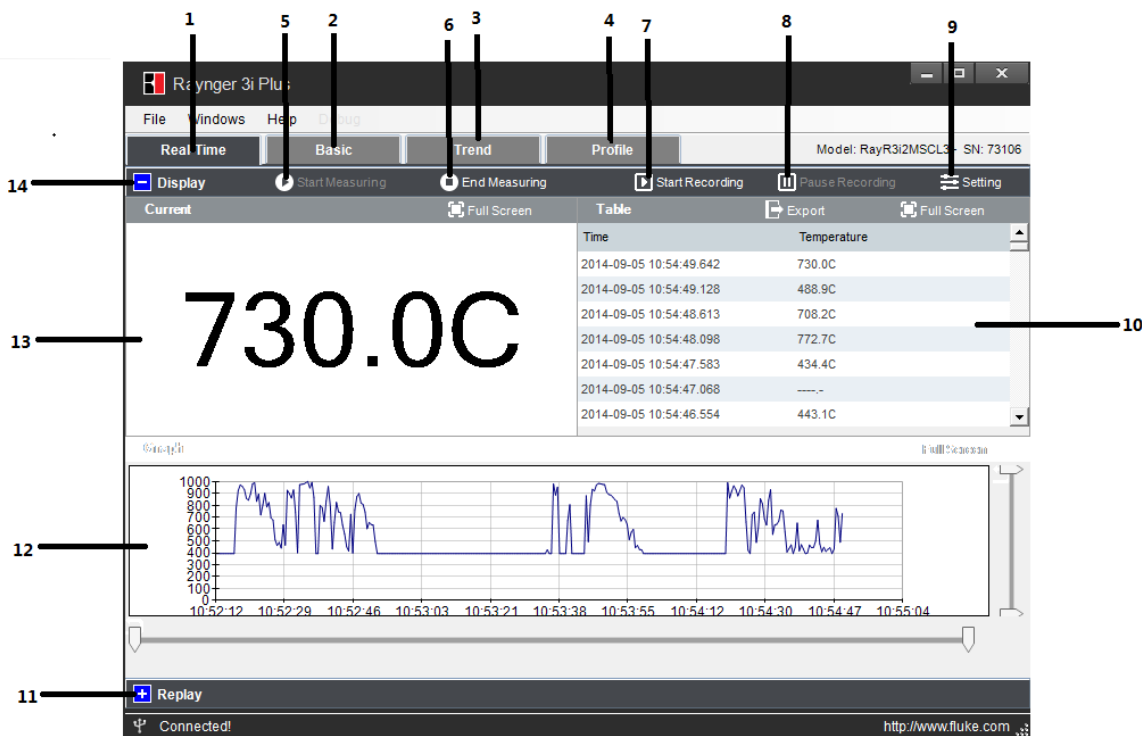 1 5 2 6 3 4 7 8 9
Raynger 3i Plus
File Windows Help Debug
Real Time Basic Trend Profile Model: RayR3i2MSCL3 - SN: 73106
14 Display Start Measuring End Measuring Start Recording Pause Recording Setting
Current Full Screen Table Export Full Screen
Time Temperature
2014-09-05 10:54:49.642 730.0C
2014-09-05 10:54:49.128 488.9C
2014-09-05 10:54:48.613 708.2C
2014-09-05 10:54:48.098 772.7C
2014-09-05 10:54:47.583 434.4C
2014-09-05 10:54:47.068 ----.-
2014-09-05 10:54:46.554 443.1C
10
13 730.0C
Graph Full Screen
1000
900
800
700
600
500
400
300
200
100
0
12
10:52:12 10:52:29 10:52:46 10:53:03 10:53:21 10:53:38 10:53:55 10:54:12 10:54:30 10:54:47 10:55:04
11 Replay
Connected! http://www.fluke.com